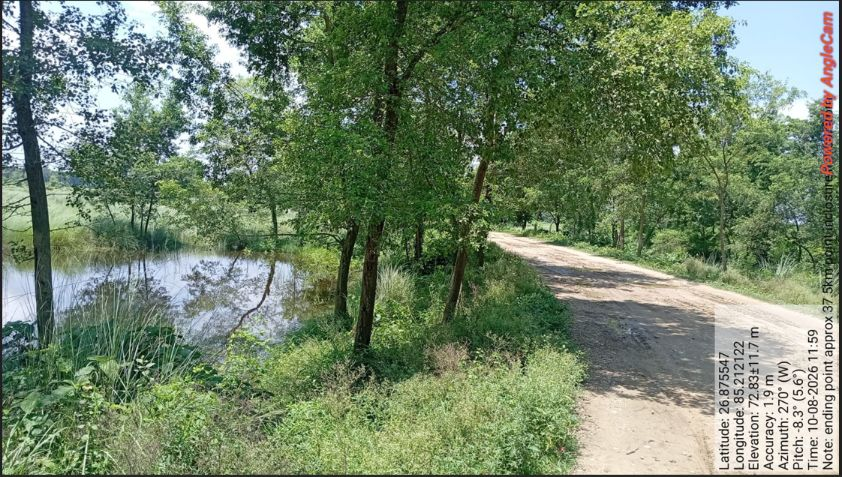 Latitude: 26.875547
Longitude: 85.212122
Elevation: 72.83±11.7 m
Accuracy: 1.9 m
Azimuth: 270° (W)
Pitch: -8.3° (5.6°)
Time: 10-08-2026 11:59
Note: ending point approx 37.5km
Powered by AngleCam